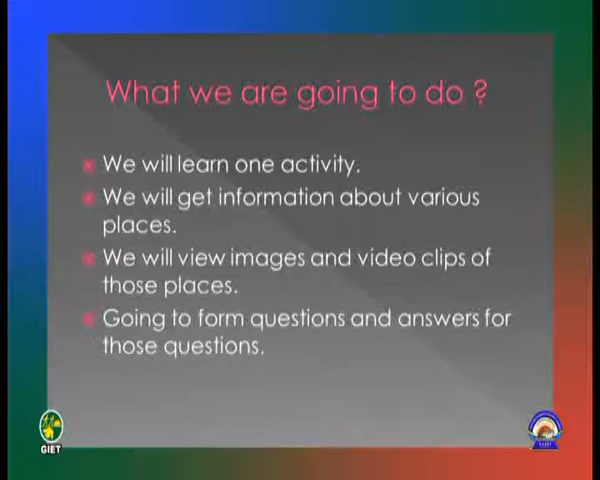 What we are going to do ?
We will learn one activity.
We will get information about various
places.
We will view images and video clips of
those places.
Going to form questions and answers for
those questions.
GIET